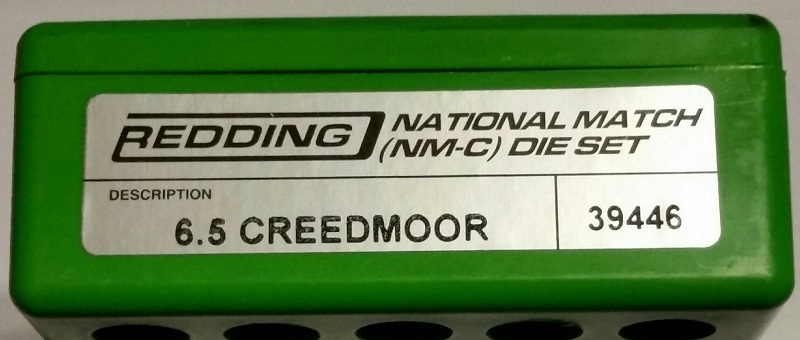 REDDING
NATIONAL MATCH
(NM-C) DIE SET
DESCRIPTION
6.5 CREEDMOOR
39446